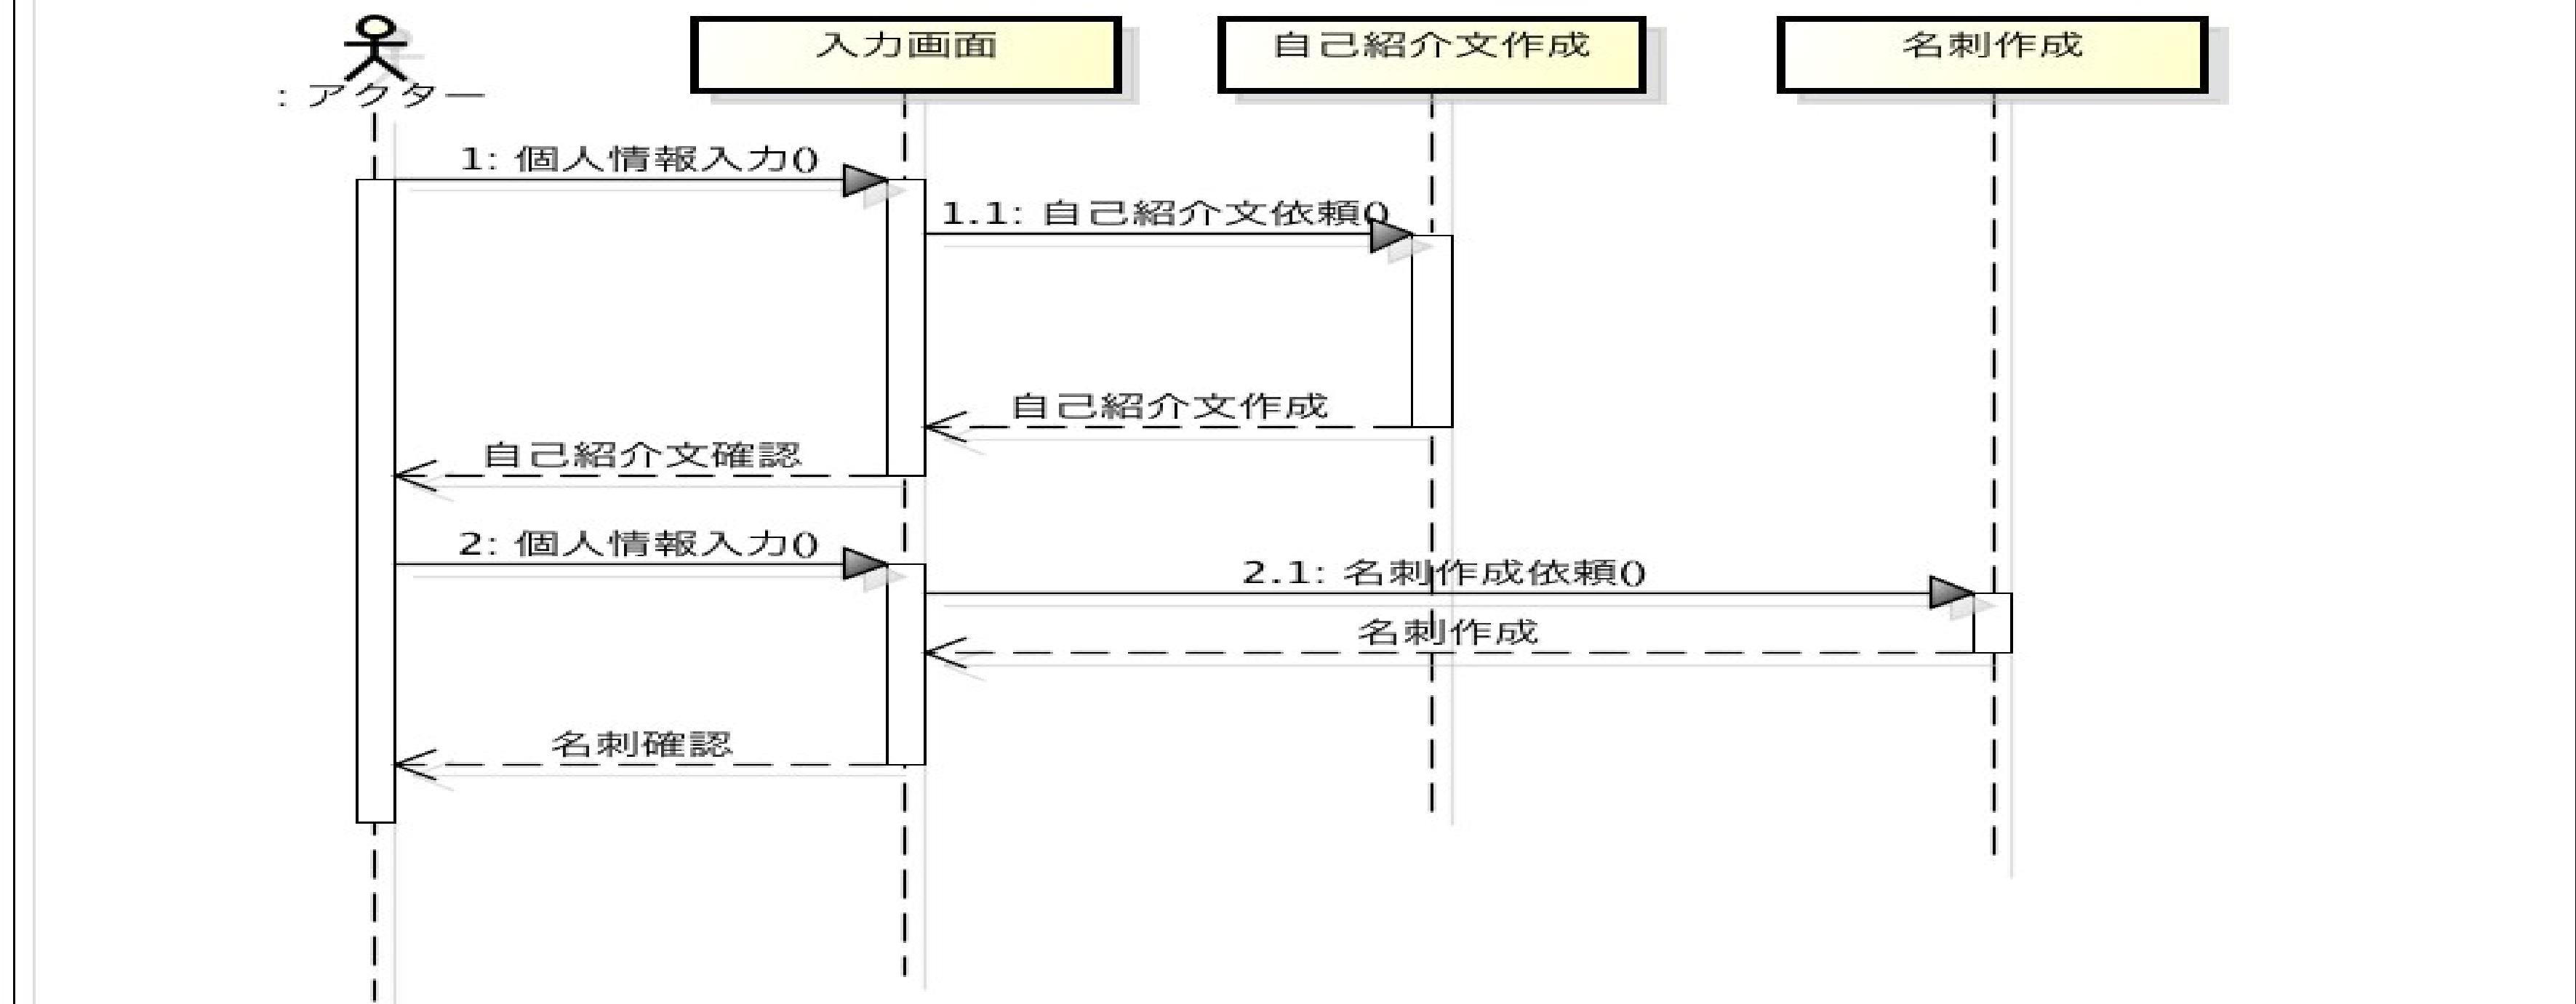 入力画面
自己紹介文作成
名刺作成
: アクター
1: 個人情報入力()
1.1: 自己紹介文依頼()
自己紹介文作成
自己紹介文確認
2: 個人情報入力()
2.1: 名刺作成依頼()
名刺作成
名刺確認